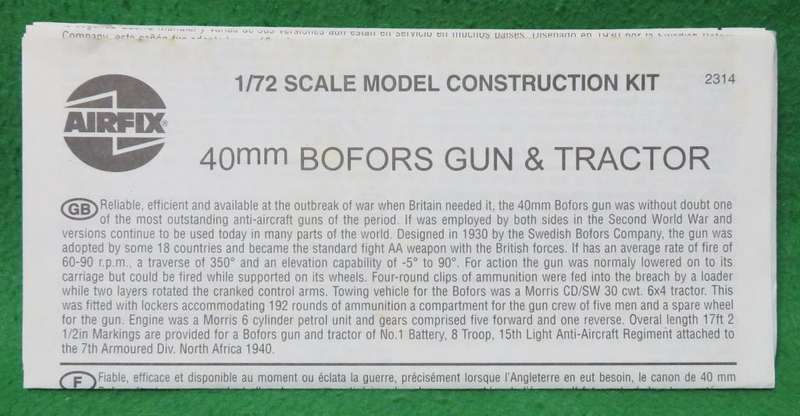 Company, este cañón fue
1/72 SCALE MODEL CONSTRUCTION KIT
2314
AIRFIX®
40mm BOFORS GUN & TRACTOR
GB Reliable, efficient and available at the outbreak of war when Britain needed it, the 40mm Bofors gun was without doubt one
of the most outstanding anti-aircraft guns of the period. If was employed by both sides in the Second World War and
versions continue to be used today in many parts of the world. Designed in 1930 by the Swedish Bofors Company, the gun was
adopted by some 18 countries and became the standard fight AA weapon with the British forces. If has an average rate of fire of
60-90 r.p.m., a traverse of 350° and an elevation capability of -5° to 90°. For action the gun was normaly lowered on to its
carriage but could be fired while supported on its wheels. Four-round clips of ammunition were fed into the breach by a loader
while two layers rotated the cranked control arms. Towing vehicle for the Bofors was a Morris CD/SW 30 cwt. 6x4 tractor. This
was fitted with lockers accommodating 192 rounds of ammunition a compartment for the gun crew of five men and a spare wheel
for the gun. Engine was a Morris 6 cylinder petrol unit and gears comprised five forward and one reverse. Overal length 17ft 2
1/2in Markings are provided for a Bofors gun and tractor of No.1 Battery, 8 Troop, 15th Light Anti-Aircraft Regiment attached to
the 7th Armoured Div. North Africa 1940.
F Fiable, efficace et disponible au moment ou éclata la guerre, précisément lorsque l'Angleterre en eut besoin, le canon de 40 mm